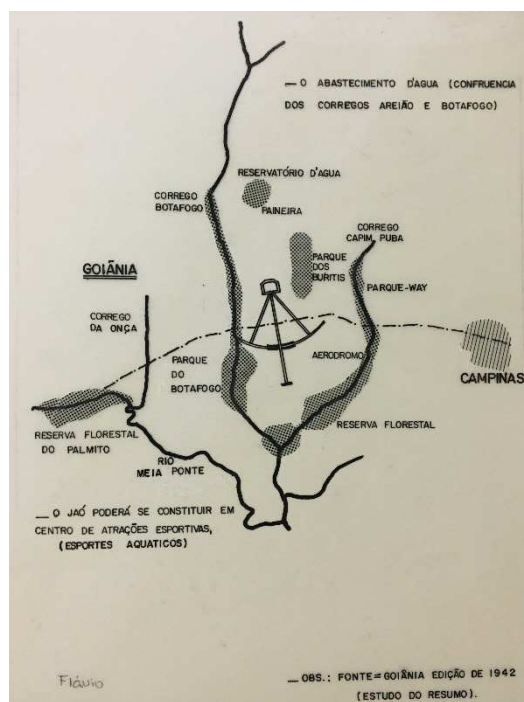 — O ABASTECIMENTO D'AGUA (CONFRUENCIA
DOS CORREGOS AREIÃO E BOTAFOGO)
RESERVATÓRIO D'AGUA
CORREGO
BOTAFOGO
PAINEIRA
CORREGO
CAPIM PUBA
PARQUE
DOS
BURITIS
GOIÂNIA
PARQUE-WAY
CORREGO
DA ONÇA
PARQUE
DO
BOTAFOGO
AERODROMO
CAMPINAS
RESERVA FLORESTAL
DO PALMITO
RESERVA FLORESTAL
RIO
MEIA PONTE
— O JAÓ PODERÁ SE CONSTITUIR EM
CENTRO DE ATRAÇÕES ESPORTIVAS,
(ESPORTES AQUATICOS)
Flávio
— OBS.: FONTE=GOIÂNIA EDIÇÃO DE 1942
(ESTUDO DO RESUMO).